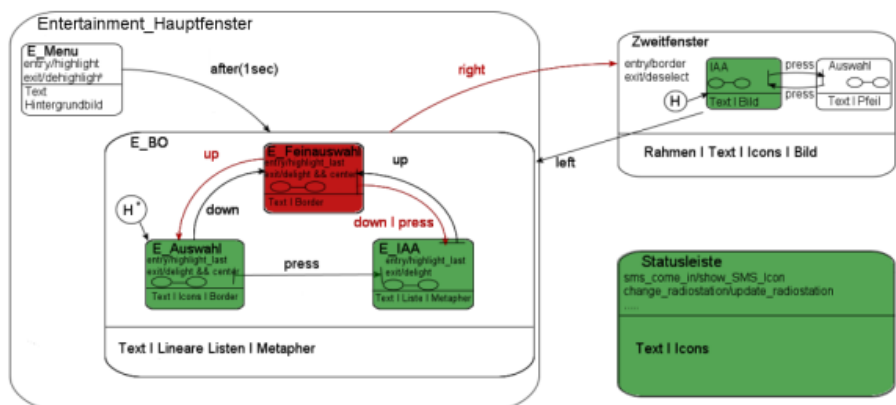 Entertainment_Hauptfenster
E_Menu
entry/highlight
exit/dehighlight
Text
Hintergrundbild
after(1sec)
right
E_BO
E_Feinauswahl
entry/highlight_last
exit/delight && center
Text I Border
up
up
down
down I press
H*
E_Auswahl
entry/highlight_last
exit/delight && center
Text I Icons I Border
press
E_IAA
entry/highlight_last
exit/delight
Text I Liste I Metapher
Text I Lineare Listen I Metapher
Zweitfenster
entry/border
exit/deselect
IAA
Text I Bild
press
press
Auswahl
Text I Pfeil
H
left
Rahmen I Text I Icons I Bild
Statusleiste
sms_come_in/show_SMS_Icon
change_radiostation/update_radiostation
.....
Text I Icons